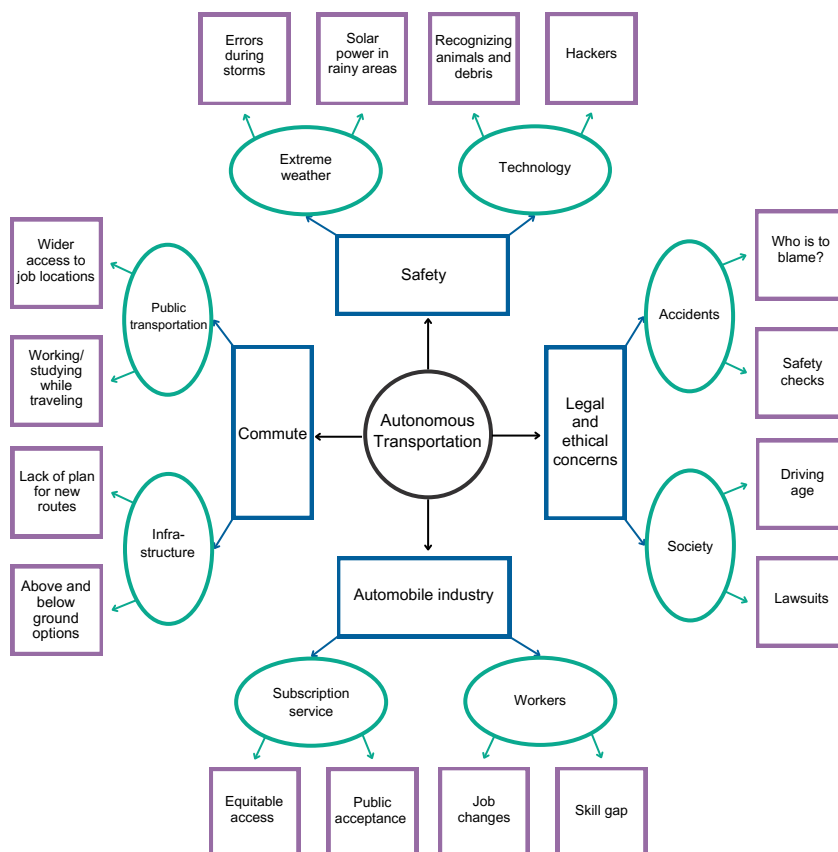 Errors
during
storms
Solar
power in
rainy areas
Recognizing
animals and
debris
Hackers
Extreme
weather
Technology
Safety
Wider
access to
job locations
Public
transportation
Working/
studying while
traveling
Commute
Lack of plan
for new
routes
Infra-
structure
Above and
below
ground
options
Autonomous
Transportation
Legal
and
ethical
concerns
Who is to
blame?
Accidents
Safety
checks
Driving
age
Society
Lawsuits
Automobile industry
Subscription
service
Workers
Equitable
access
Public
acceptance
Job
changes
Skill gap